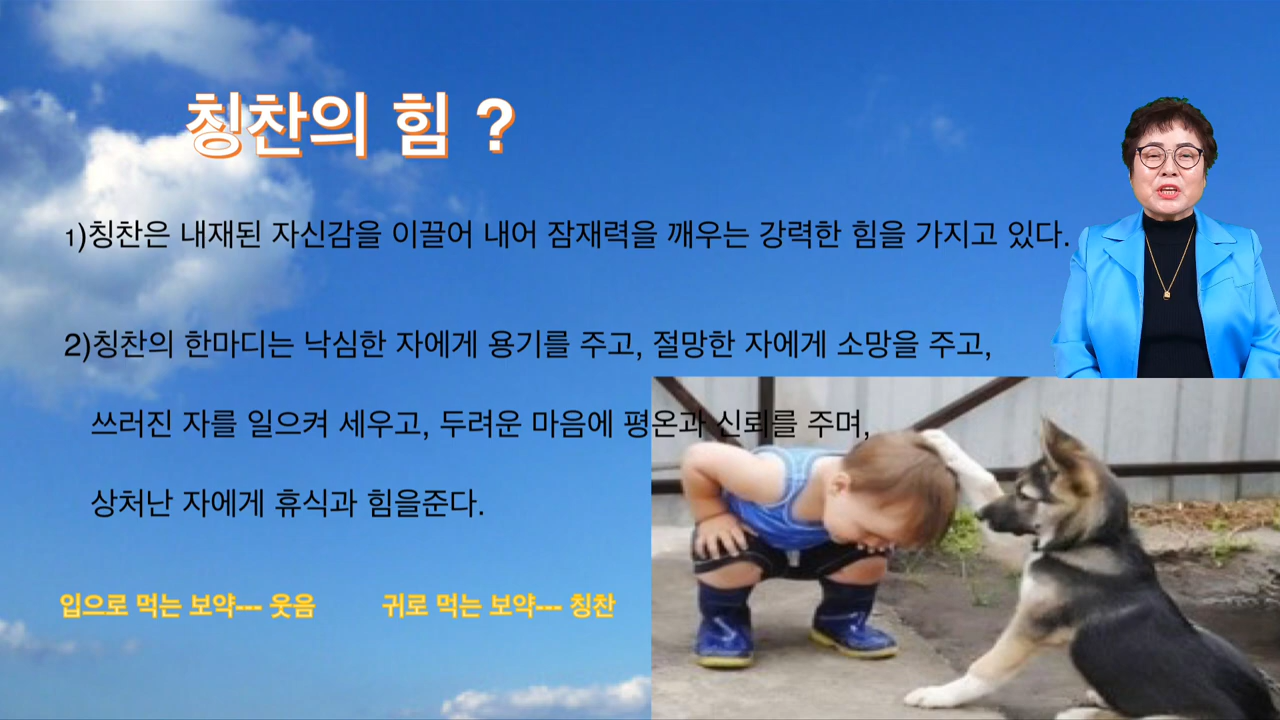 칭찬의 힘 ?
1)칭찬은 내재된 자신감을 이끌어 내어 잠재력을 깨우는 강력한 힘을 가지고 있다.
2)칭찬의 한마디는 낙심한 자에게 용기를 주고, 절망한 자에게 소망을 주고,
쓰러진 자를 일으켜 세우고, 두려운 마음에 평온과 신뢰를 주며,
상처난 자에게 휴식과 힘을준다.
입으로 먹는 보약--- 웃음 귀로 먹는 보약--- 칭찬